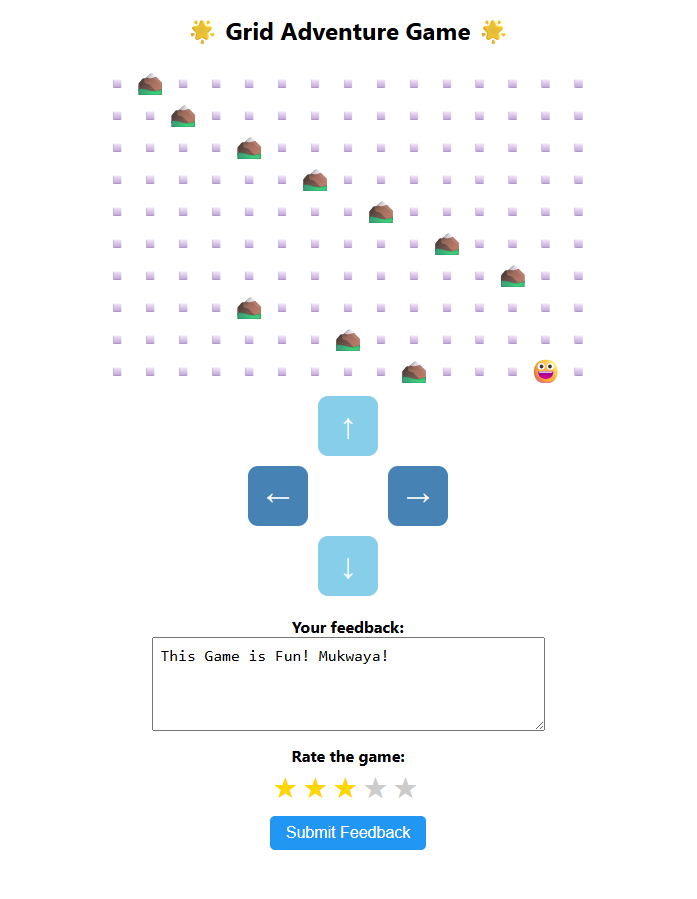 🌟 Grid Adventure Game 🌟
↑
← →
↓
Your feedback:
This Game is Fun! Mukwaya!
Rate the game:
★★★★★
Submit Feedback